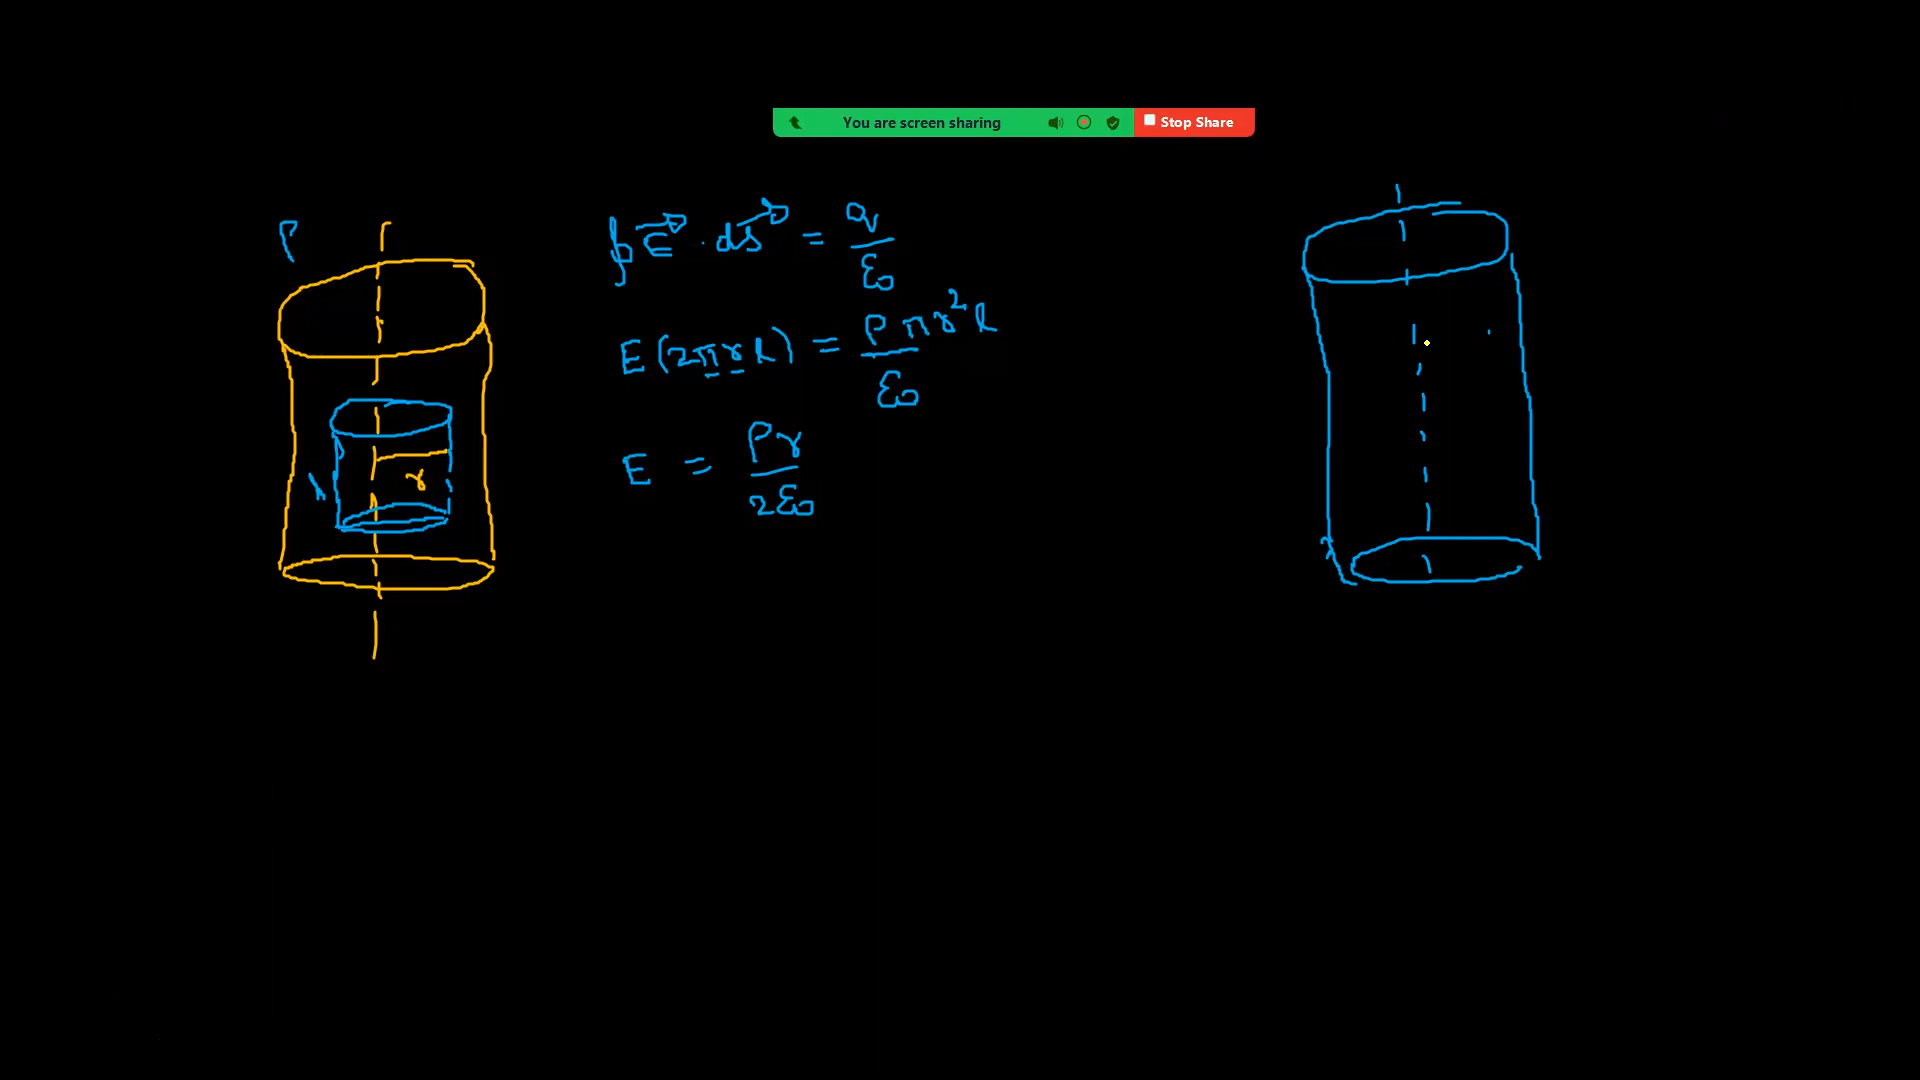 You are screen sharing Stop Share
ρ
∮ E⃗ · ds⃗ = q/ε₀
E (2πrl) = ρπr²l/ε₀
r
E = ρr/2ε₀